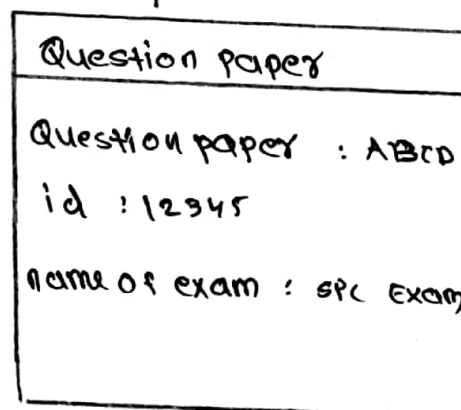 Question paper
Question paper : ABCD
id : 12345
name of exam : SPC Exam